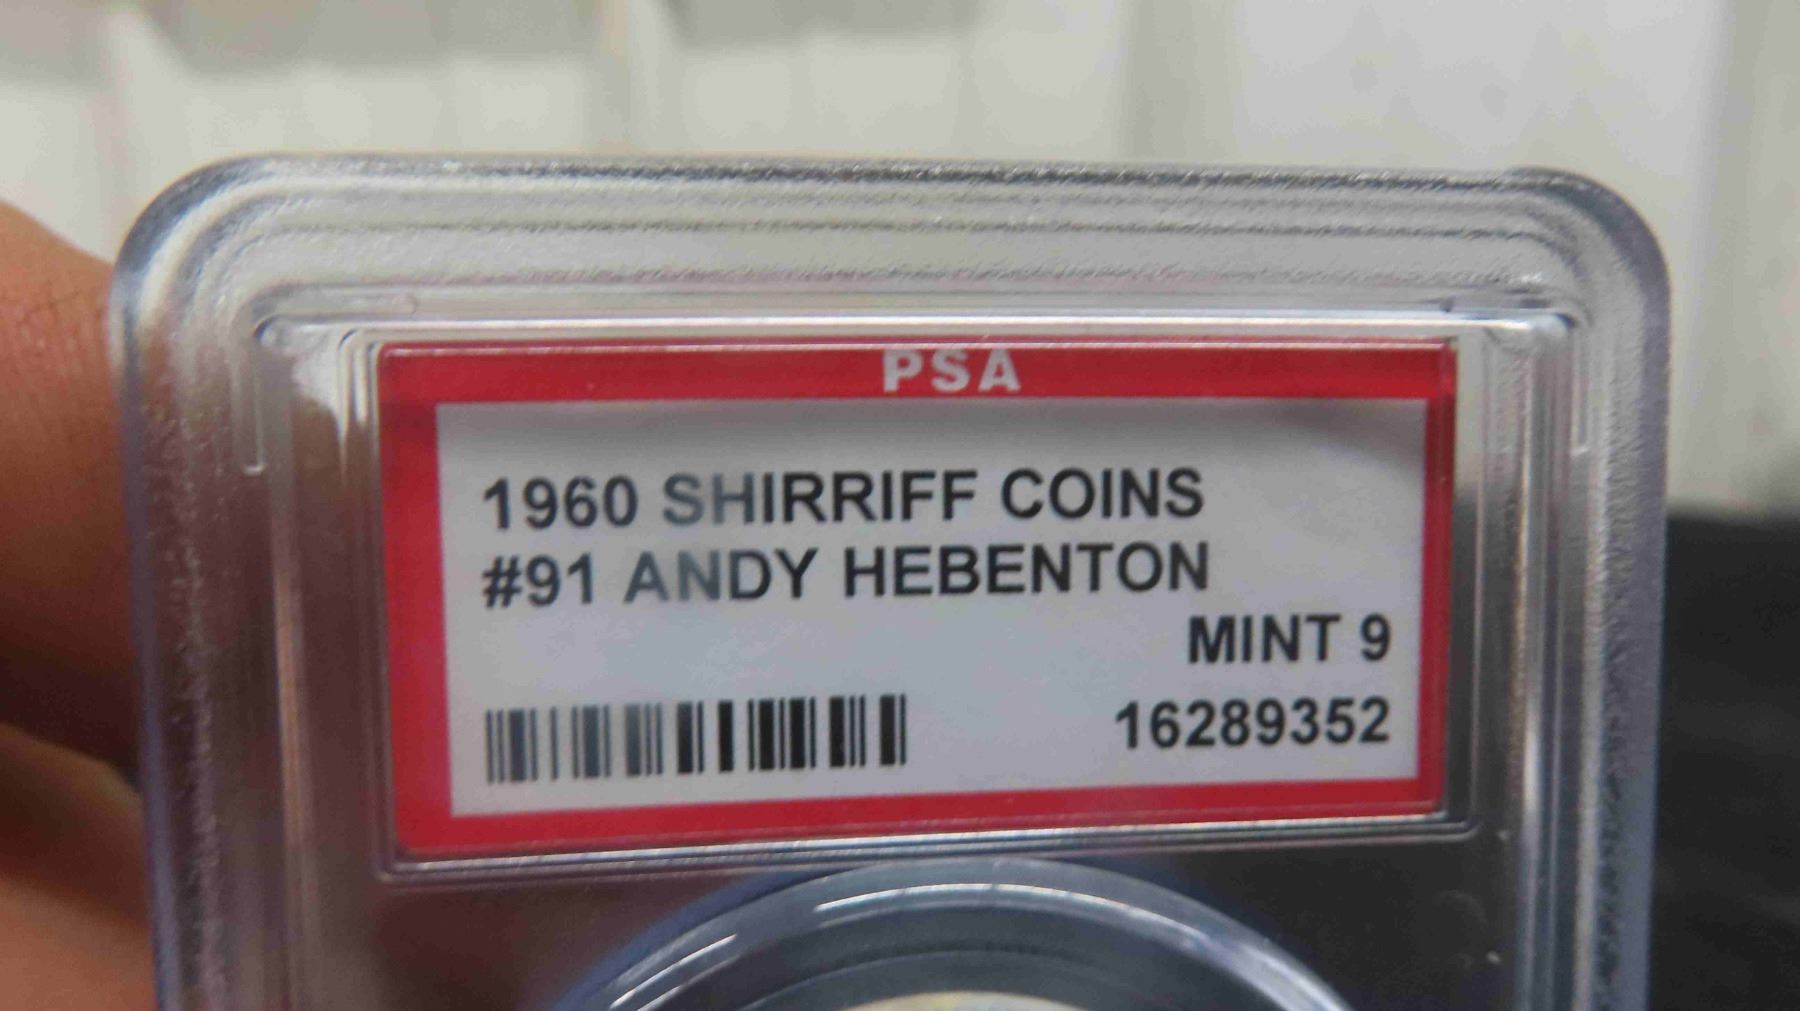 PSA
1960 SHIRRIFF COINS
#91 ANDY HEBENTON
MINT 9
16289352